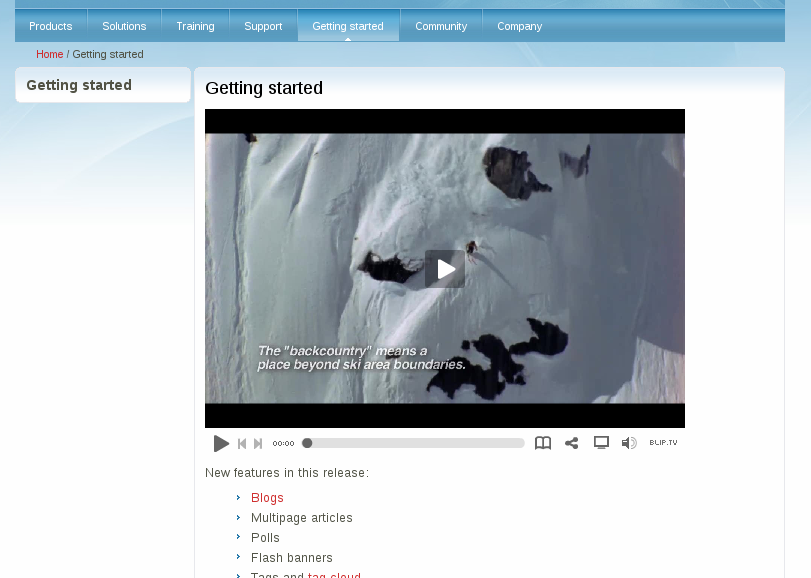 Products Solutions Training Support Getting started Community Company
Home / Getting started
Getting started
Getting started
The "backcountry" means a
place beyond ski area boundaries.
00:00 BLIP.TV
New features in this release:
Blogs
Multipage articles
Polls
Flash banners
Tags and tag cloud